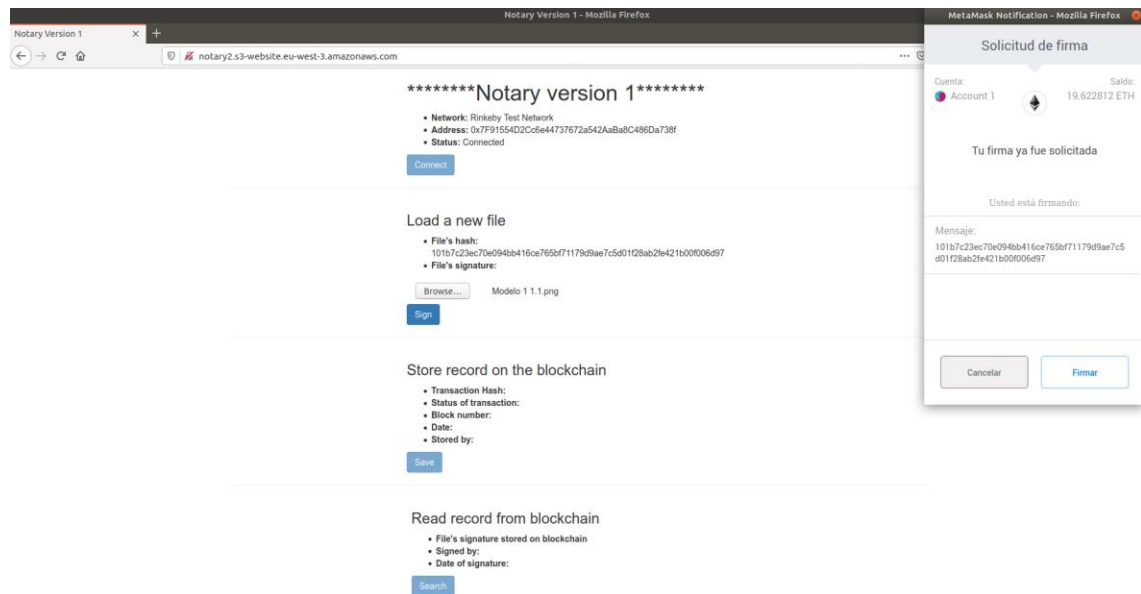 Notary Version 1 - Mozilla Firefox
Notary Version 1
notary2.s3-website.eu-west-3.amazonaws.com
********Notary version 1********
Network: Rinkeby Test Network
Address: 0x7F91554D2Cc6e44737672a542AaBa8C486Da738f
Status: Connected
Connect
Load a new file
File's hash:
101b7c23ec70e094bb416ce765bf71179d9ae7c5d01f28ab2fe421b00f006d97
File's signature:
Browse... Modelo 1 1.1.png
Sign
Store record on the blockchain
Transaction Hash:
Status of transaction:
Block number:
Date:
Stored by:
Save
Read record from blockchain
File's signature stored on blockchain
Signed by:
Date of signature:
Search
MetaMask Notification - Mozilla Firefox
Solicitud de firma
Cuenta: Saldo:
Account 1 19.622812 ETH
Tu firma ya fue solicitada
Usted está firmando:
Mensaje:
101b7c23ec70e094bb416ce765bf71179d9ae7c5
d01f28ab2fe421b00f006d97
Cancelar Firmar